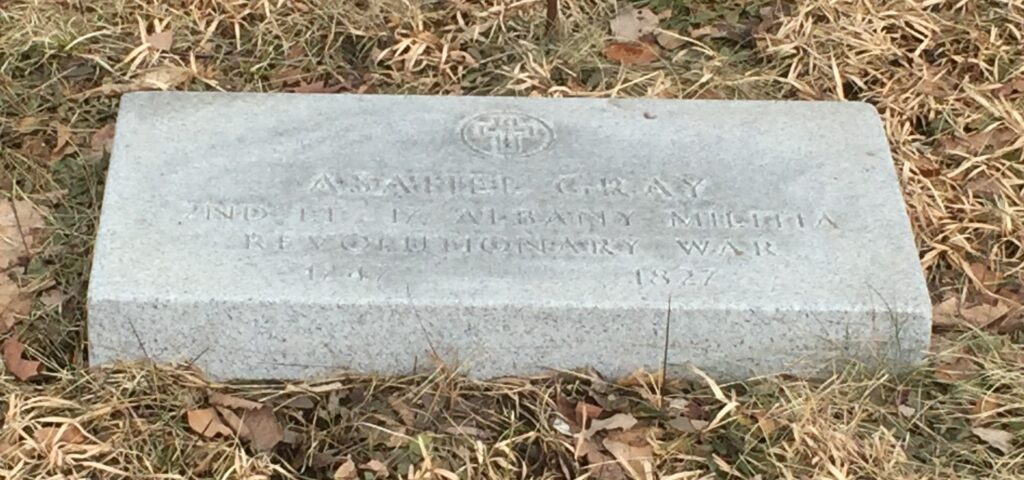 ASAHEL GRAY
2ND LT 17 ALBANY MILITIA
REVOLUTIONARY WAR
1827